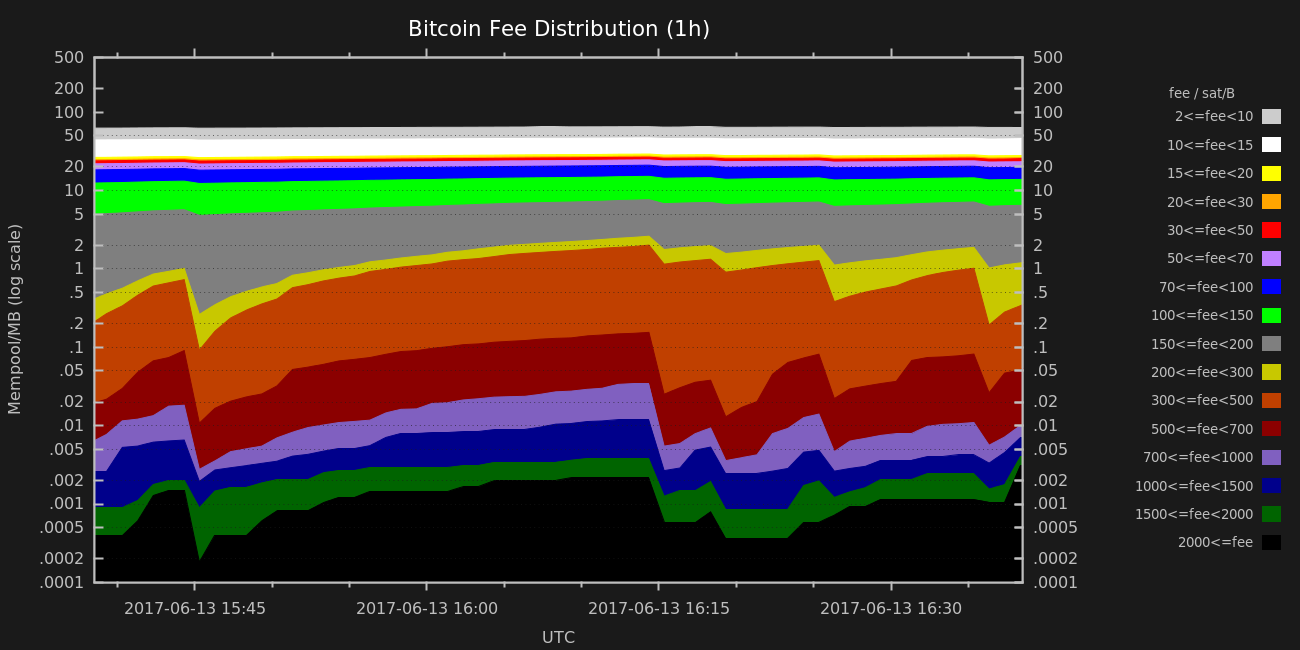 Bitcoin Fee Distribution (1h)
Mempool/MB (log scale)
500
200
100
50
20
10
5
2
1
.5
.2
.1
.05
.02
.01
.005
.002
.001
.0005
.0002
.0001
500
200
100
50
20
10
5
2
1
.5
.2
.1
.05
.02
.01
.005
.002
.001
.0005
.0002
.0001
2017-06-13 15:45
2017-06-13 16:00
2017-06-13 16:15
2017-06-13 16:30
UTC
fee / sat/B
2<=fee<10
10<=fee<15
15<=fee<20
20<=fee<30
30<=fee<50
50<=fee<70
70<=fee<100
100<=fee<150
150<=fee<200
200<=fee<300
300<=fee<500
500<=fee<700
700<=fee<1000
1000<=fee<1500
1500<=fee<2000
2000<=fee